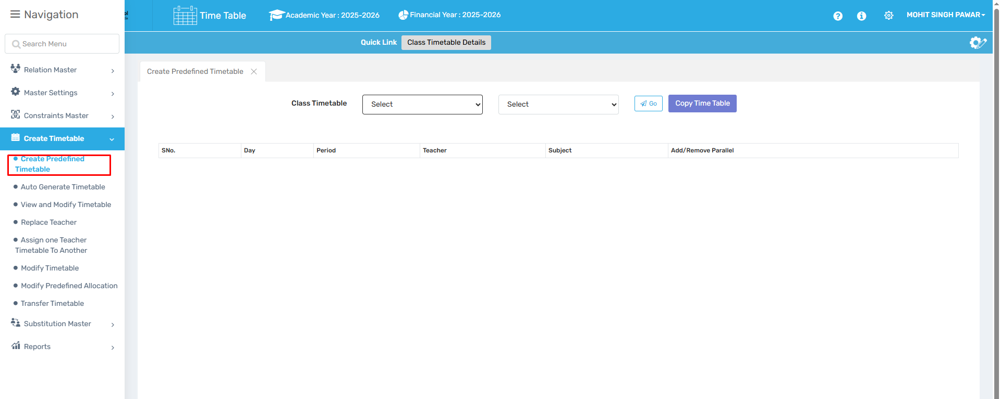 Navigation
Time Table
Academic Year : 2025-2026
Financial Year : 2025-2026
MOHIT SINGH PAWAR
Search Menu
Quick Link
Class Timetable Details
Relation Master
Master Settings
Constraints Master
Create Timetable
Create Predefined
Timetable
Auto Generate Timetable
View and Modify Timetable
Replace Teacher
Assign one Teacher
Timetable To Another
Modify Timetable
Modify Predefined Allocation
Transfer Timetable
Substitution Master
Reports
Create Predefined Timetable
Class Timetable
Select
Select
Go
Copy Time Table
SNo. Day Period Teacher Subject Add/Remove Parallel